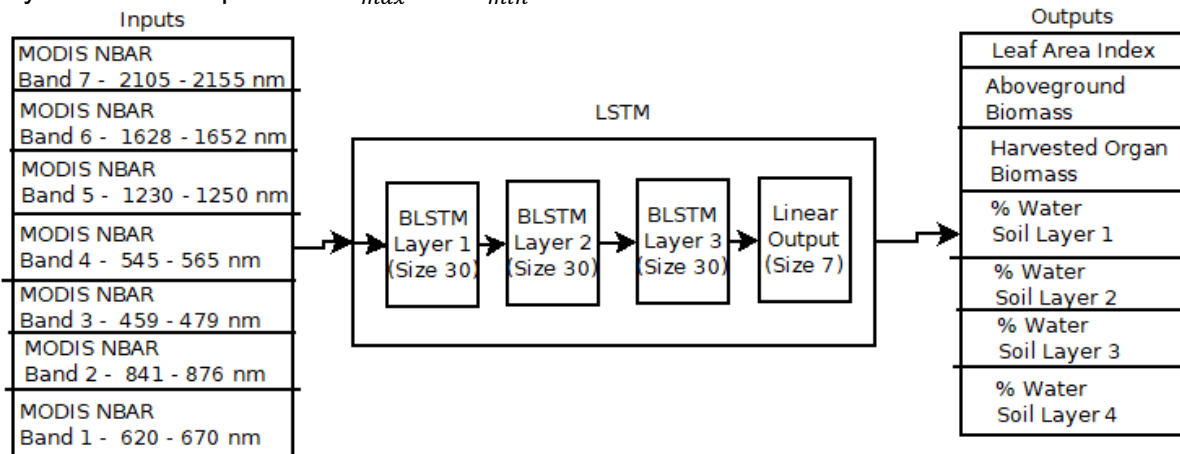 max min
Inputs
MODIS NBAR
Band 7 - 2105 - 2155 nm
MODIS NBAR
Band 6 - 1628 - 1652 nm
MODIS NBAR
Band 5 - 1230 - 1250 nm
MODIS NBAR
Band 4 - 545 - 565 nm
MODIS NBAR
Band 3 - 459 - 479 nm
MODIS NBAR
Band 2 - 841 - 876 nm
MODIS NBAR
Band 1 - 620 - 670 nm
LSTM
BLSTM
Layer 1
(Size 30)
BLSTM
Layer 2
(Size 30)
BLSTM
Layer 3
(Size 30)
Linear
Output
(Size 7)
Outputs
Leaf Area Index
Aboveground
Biomass
Harvested Organ
Biomass
% Water
Soil Layer 1
% Water
Soil Layer 2
% Water
Soil Layer 3
% Water
Soil Layer 4